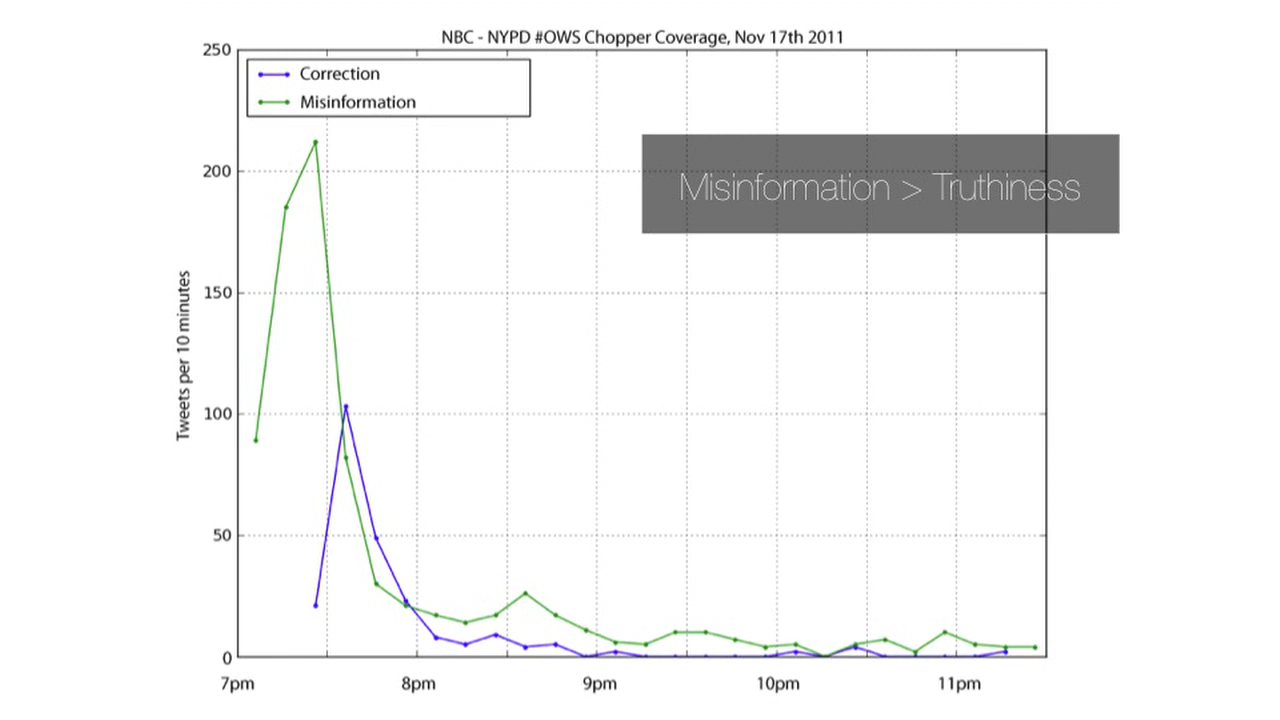 NBC - NYPD #OWS Chopper Coverage, Nov 17th 2011
250
Correction
Misinformation
Misinformation > Truthiness
200
150
Tweets per 10 minutes
100
50
0
7pm 8pm 9pm 10pm 11pm